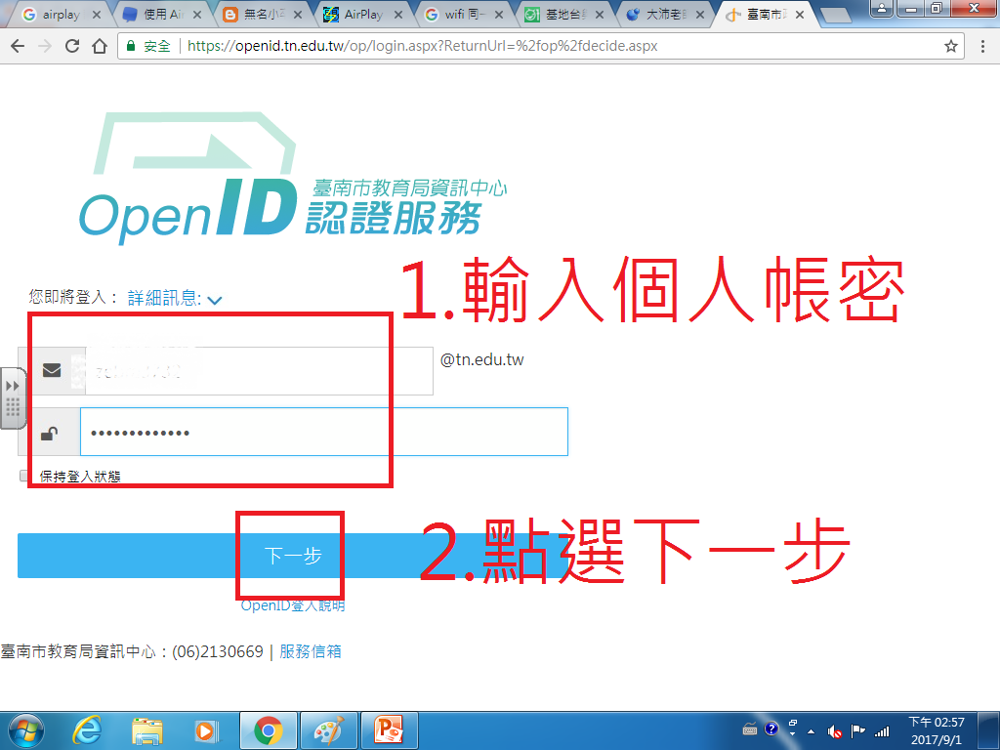 airplay
使用 Air
無名小
AirPlay
wifi 同一
基地台
大沛老
臺南市
安全
https://openid.tn.edu.tw/op/login.aspx?ReturnUrl=%2fop%2fdecide.aspx
OpenID
臺南市教育局資訊中心
認證服務
1.輸入個人帳密
您即將登入： 詳細訊息:
@tn.edu.tw
保持登入狀態
2.點選下一步
下一步
OpenID登入說明
臺南市教育局資訊中心：(06)2130669 | 服務信箱
下午 02:57
2017/9/1